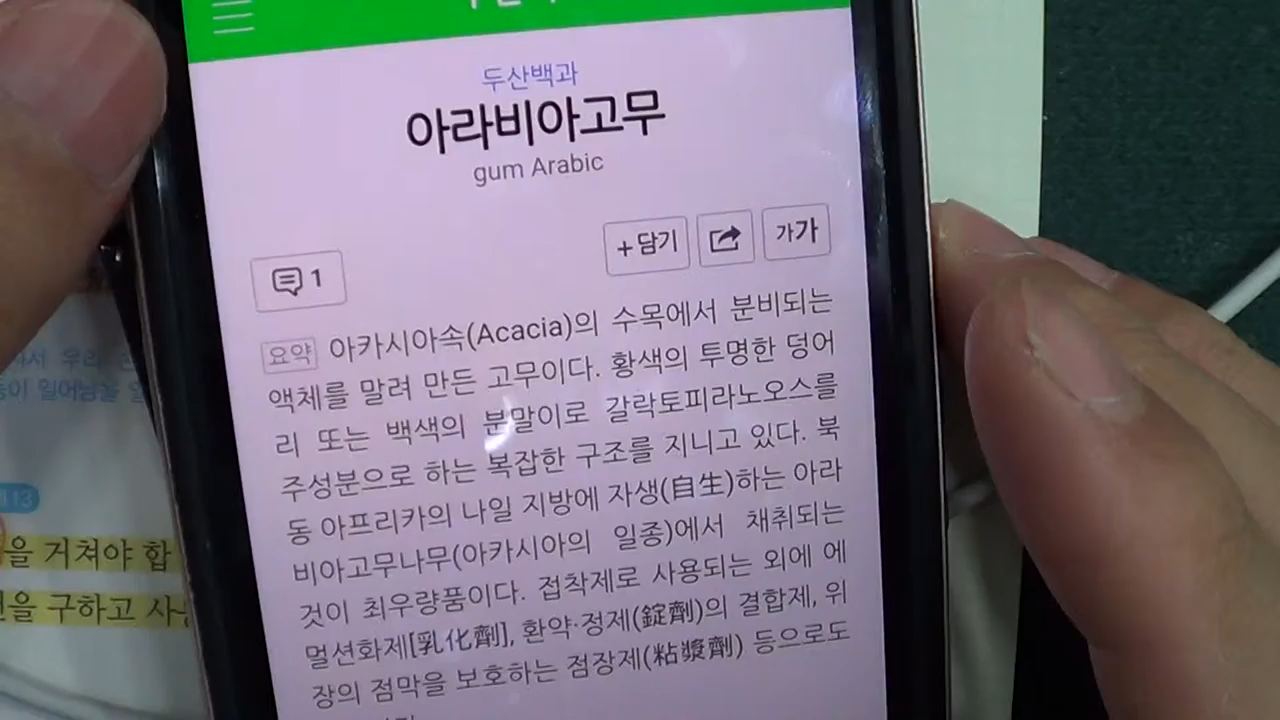 두산백과
아라비아고무
gum Arabic
1
+담기
가가
요약 아카시아속(Acacia)의 수목에서 분비되는
액체를 말려 만든 고무이다. 황색의 투명한 덩어
리 또는 백색의 분말이로 갈락토피라노오스를
주성분으로 하는 복잡한 구조를 지니고 있다. 북
동 아프리카의 나일 지방에 자생(自生)하는 아라
비아고무나무(아카시아의 일종)에서 채취되는
것이 최우량품이다. 접착제로 사용되는 외에 에
멀션화제[乳化劑], 환약·정제(錠劑)의 결합제, 위
장의 점막을 보호하는 점장제(粘漿劑) 등으로도
을 거쳐야 합
을 구하고